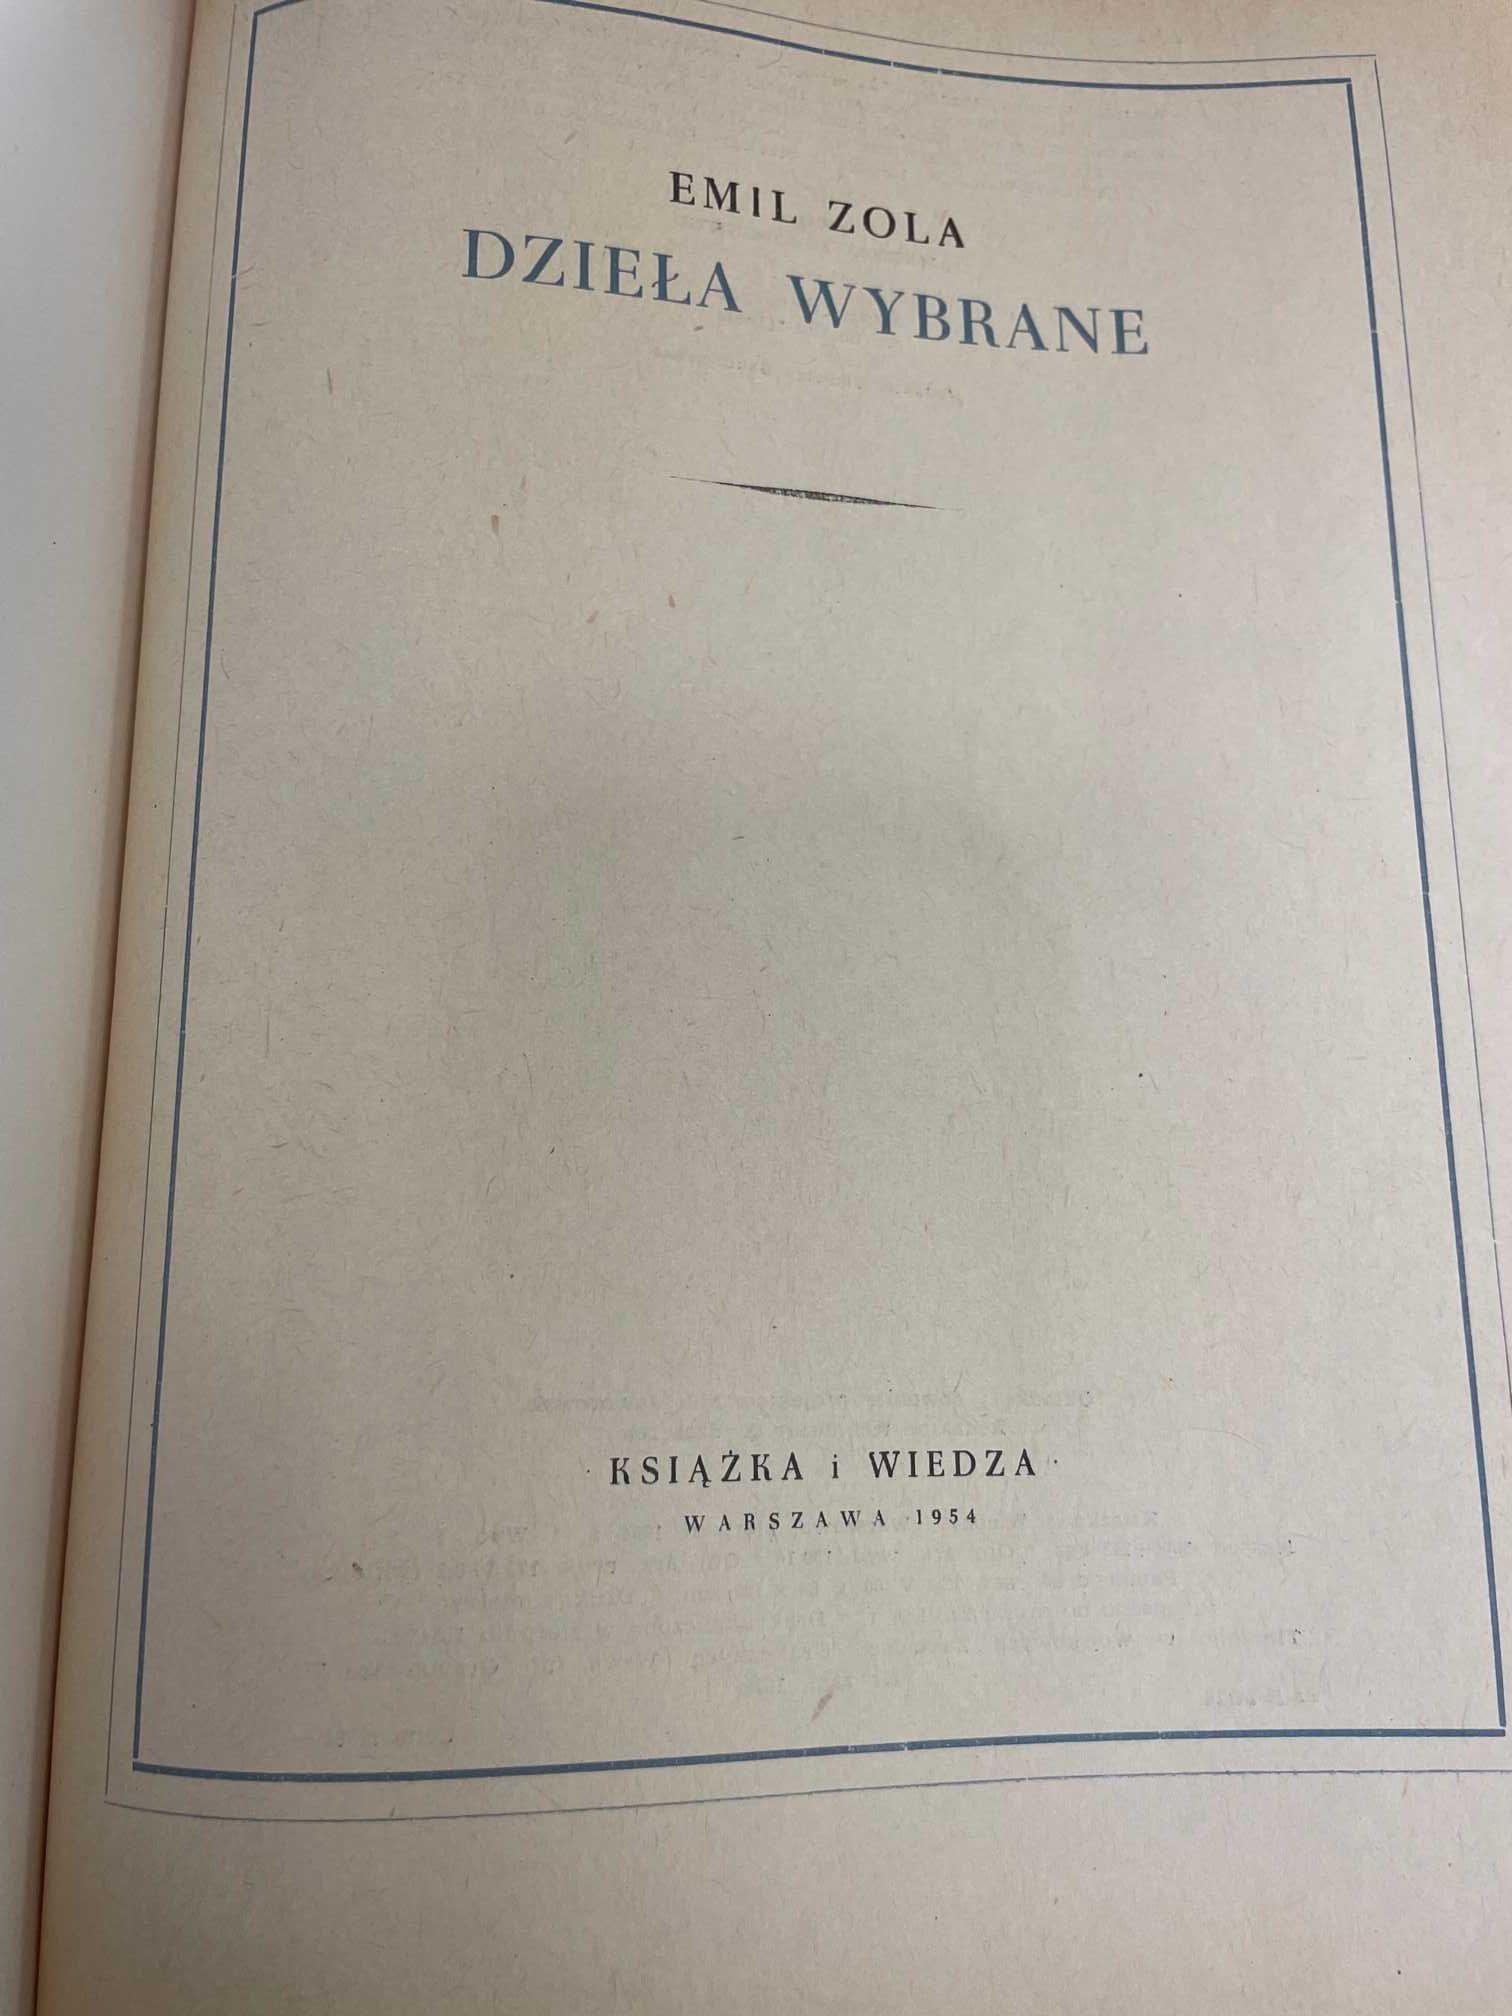 EMIL ZOLA
DZIEŁA WYBRANE
KSIĄŻKA i WIEDZA
WARSZAWA 1954